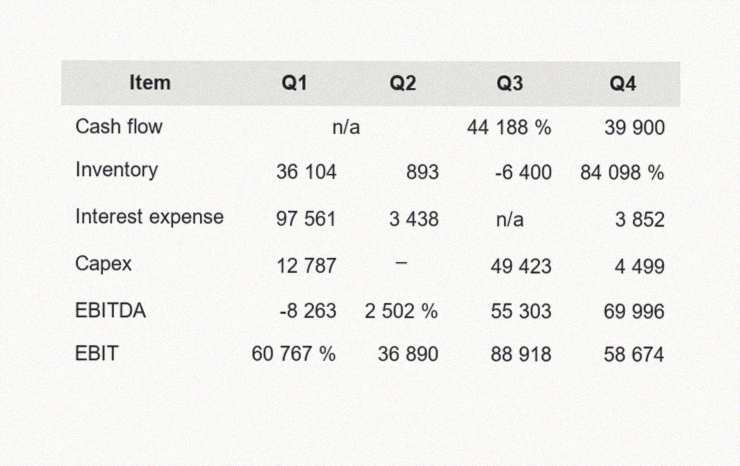 Item Q1 Q2 Q3 Q4
Cash flow n/a 44 188 % 39 900
Inventory 36 104 893 -6 400 84 098 %
Interest expense 97 561 3 438 n/a 3 852
Capex 12 787 – 49 423 4 499
EBITDA -8 263 2 502 % 55 303 69 996
EBIT 60 767 % 36 890 88 918 58 674